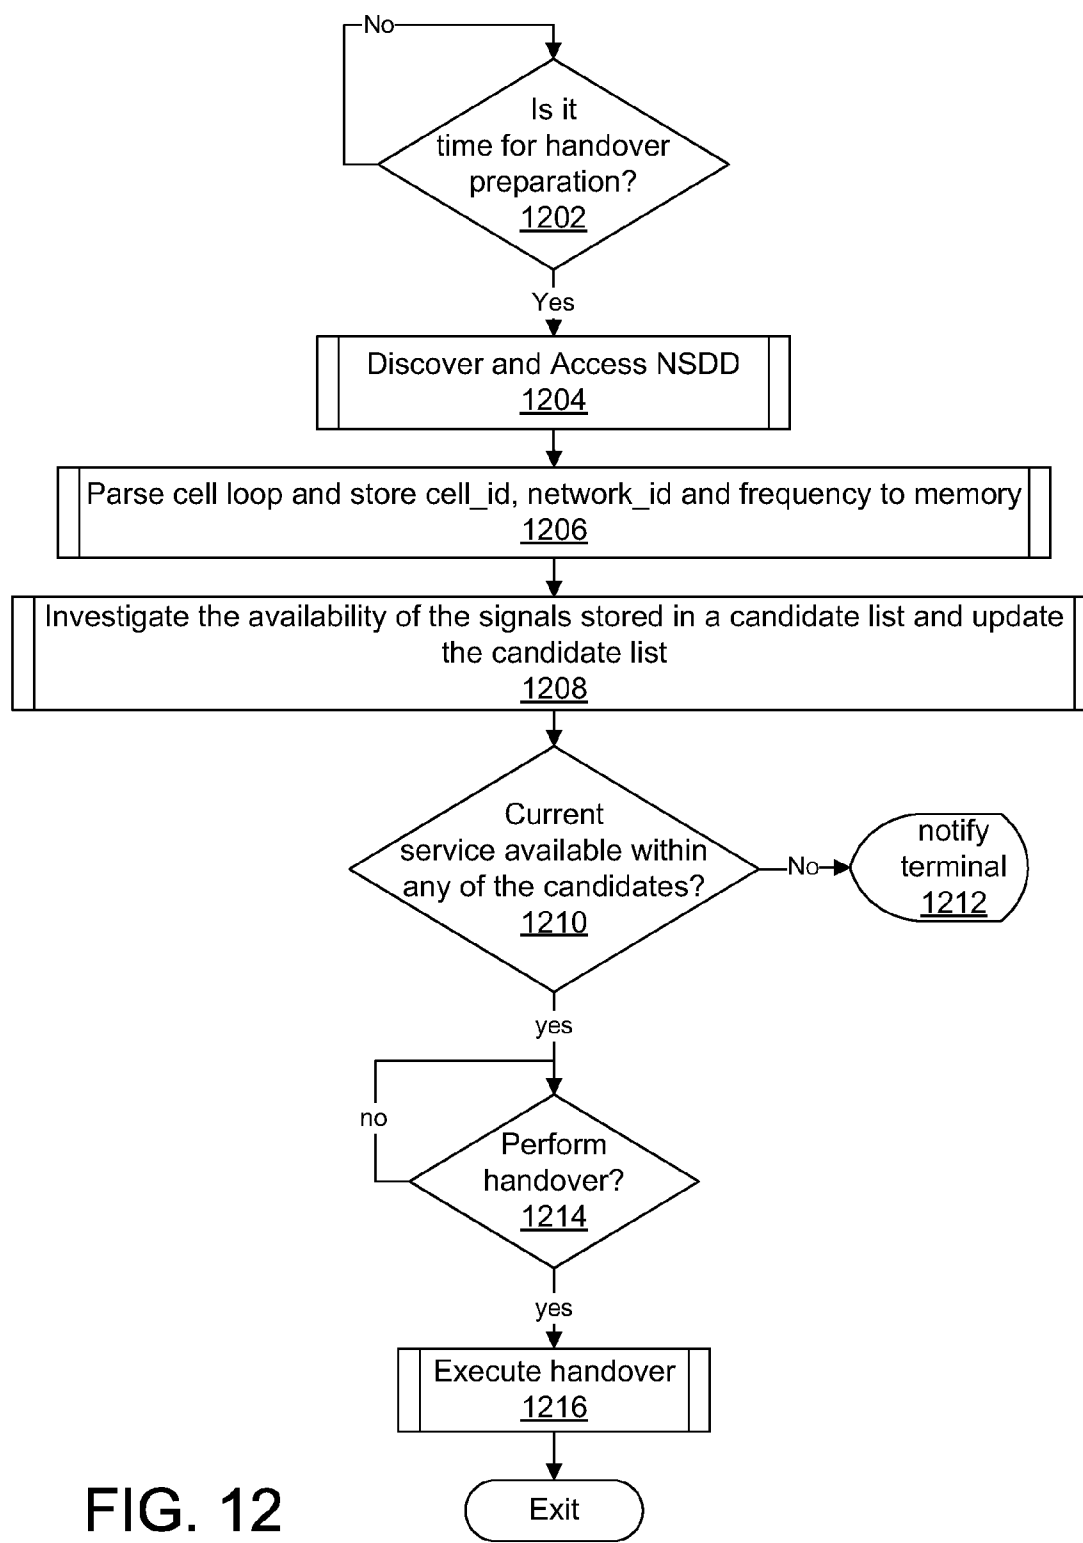 No
Is it
time for handover
preparation?
1202
Yes
Discover and Access NSDD
1204
Parse cell loop and store cell_id, network_id and frequency to memory
1206
Investigate the availability of the signals stored in a candidate list and update
the candidate list
1208
Current
service available within
any of the candidates?
1210
No
notify
terminal
1212
yes
no
Perform
handover?
1214
yes
Execute handover
1216
Exit
FIG. 12